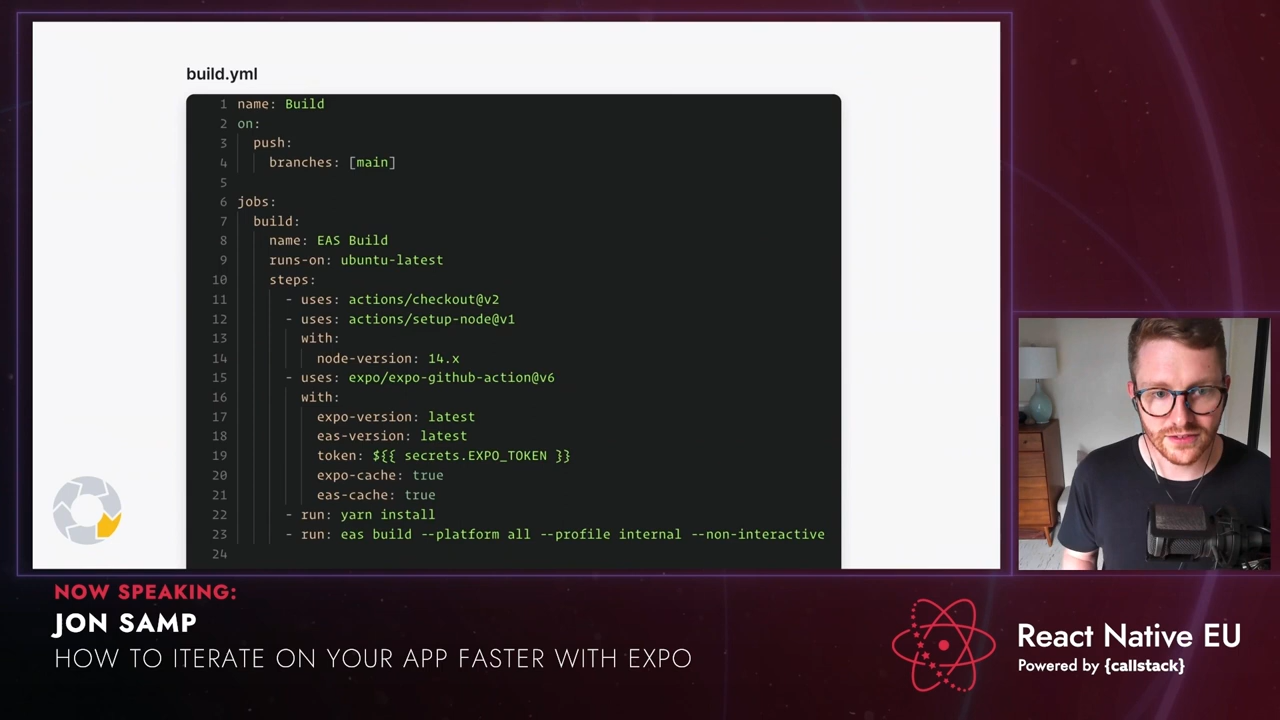 build.yml
1 name: Build
2 on:
3 push:
4 branches: [main]
5
6 jobs:
7 build:
8 name: EAS Build
9 runs-on: ubuntu-latest
10 steps:
11 - uses: actions/checkout@v2
12 - uses: actions/setup-node@v1
13 with:
14 node-version: 14.x
15 - uses: expo/expo-github-action@v6
16 with:
17 expo-version: latest
18 eas-version: latest
19 token: ${{ secrets.EXPO_TOKEN }}
20 expo-cache: true
21 eas-cache: true
22 - run: yarn install
23 - run: eas build --platform all --profile internal --non-interactive
24
NOW SPEAKING:
JON SAMP
HOW TO ITERATE ON YOUR APP FASTER WITH EXPO
React Native EU
Powered by {callstack}